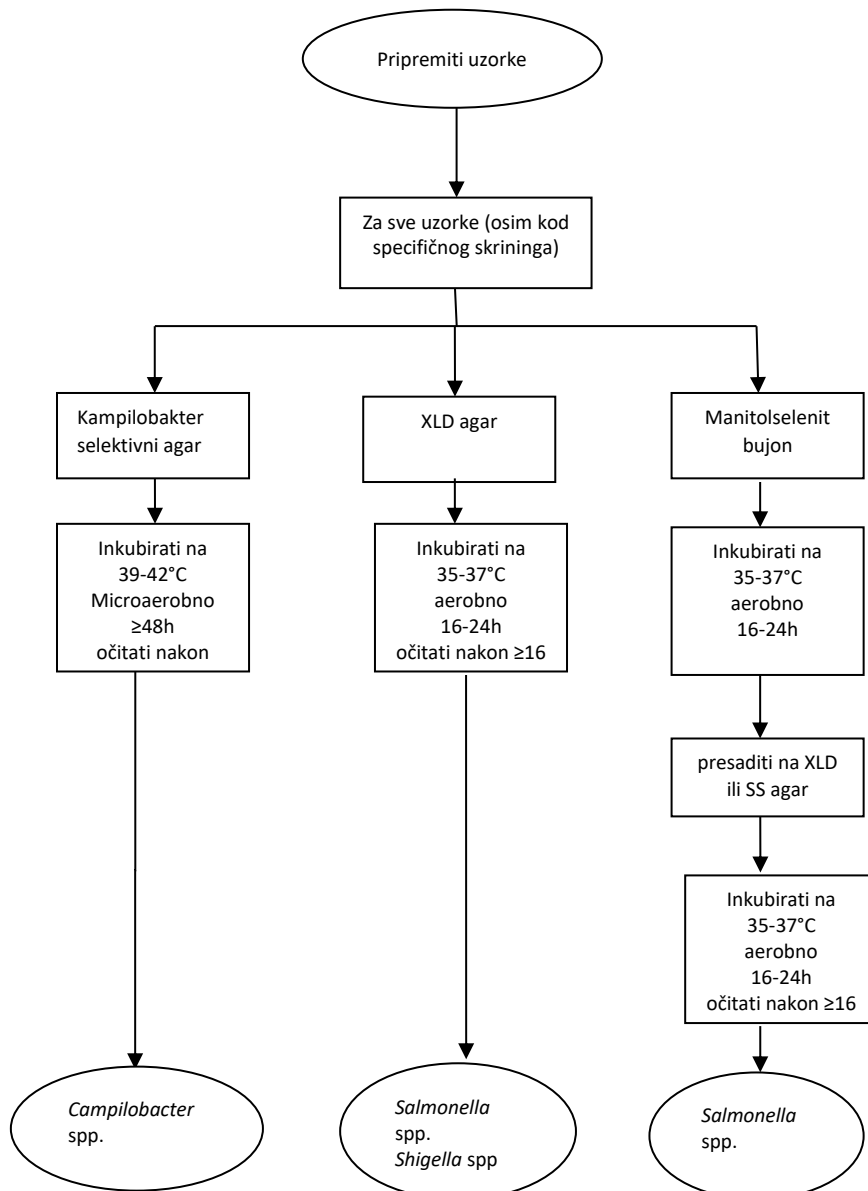 Pripremiti uzorke
Za sve uzorke (osim kod
specifičnog skrininga)
Kampilobakter
selektivni agar
XLD agar
Manitolselenit
bujon
Inkubirati na
39-42°C
Microaerobno
≥48h
očitati nakon
Inkubirati na
35-37°C
aerobno
16-24h
očitati nakon ≥16
Inkubirati na
35-37°C
aerobno
16-24h
presaditi na XLD
ili SS agar
Inkubirati na
35-37°C
aerobno
16-24h
očitati nakon ≥16
Campilobacter
spp.
Salmonella
spp.
Shigella spp
Salmonella
spp.